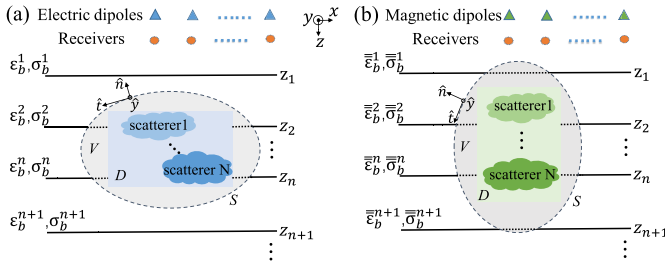 (a) Electric dipoles
Receivers
y x
z
ε_b^1,σ_b^1
z_1
n̂
t̂ ŷ
ε_b^2,σ_b^2
scatterer1
z_2
V
ε_b^n,σ_b^n
D
scatterer N
z_n
S
ε_b^{n+1},σ_b^{n+1}
z_{n+1}
(b) Magnetic dipoles
Receivers
ε̿_b^1,σ̿_b^1
z_1
n̂
ŷ
t̂
ε̿_b^2,σ̿_b^2
scatterer1
z_2
V
ε̿_b^n,σ̿_b^n
scatterer N
z_n
D
S
ε̿_b^{n+1},σ̿_b^{n+1}
z_{n+1}